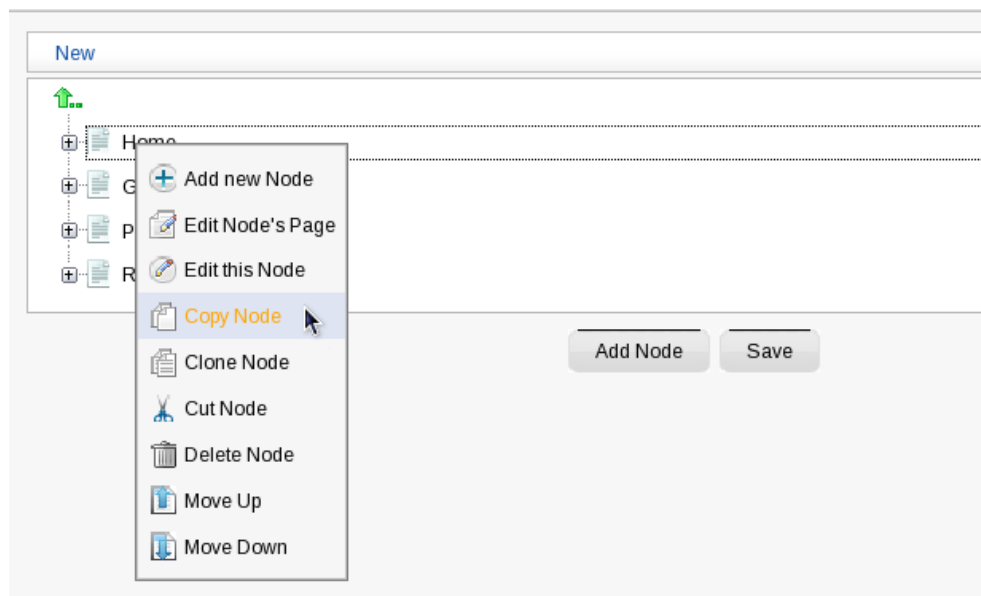 New
Home
G
P
R
Add new Node
Edit Node's Page
Edit this Node
Copy Node
Clone Node
Cut Node
Delete Node
Move Up
Move Down
Add Node
Save